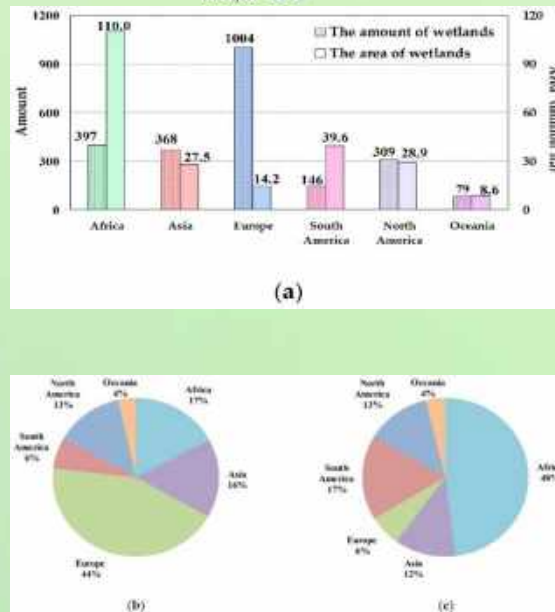 1200
120
The amount of wetlands
The area of wetlands
110.0
1004
900
90
Amount
600
60
397
368
39.6
300
27.5
309
28.9
30
14.2
146
79
8.6
0
0
Africa
Asia
Europe
South
America
North
America
Oceania
(a)
North
America
13%
Oceania
4%
Africa
17%
South
America
6%
Asia
16%
Europe
44%
(b)
North
America
13%
Oceania
4%
South
America
17%
Europe
6%
Asia
12%
(c)